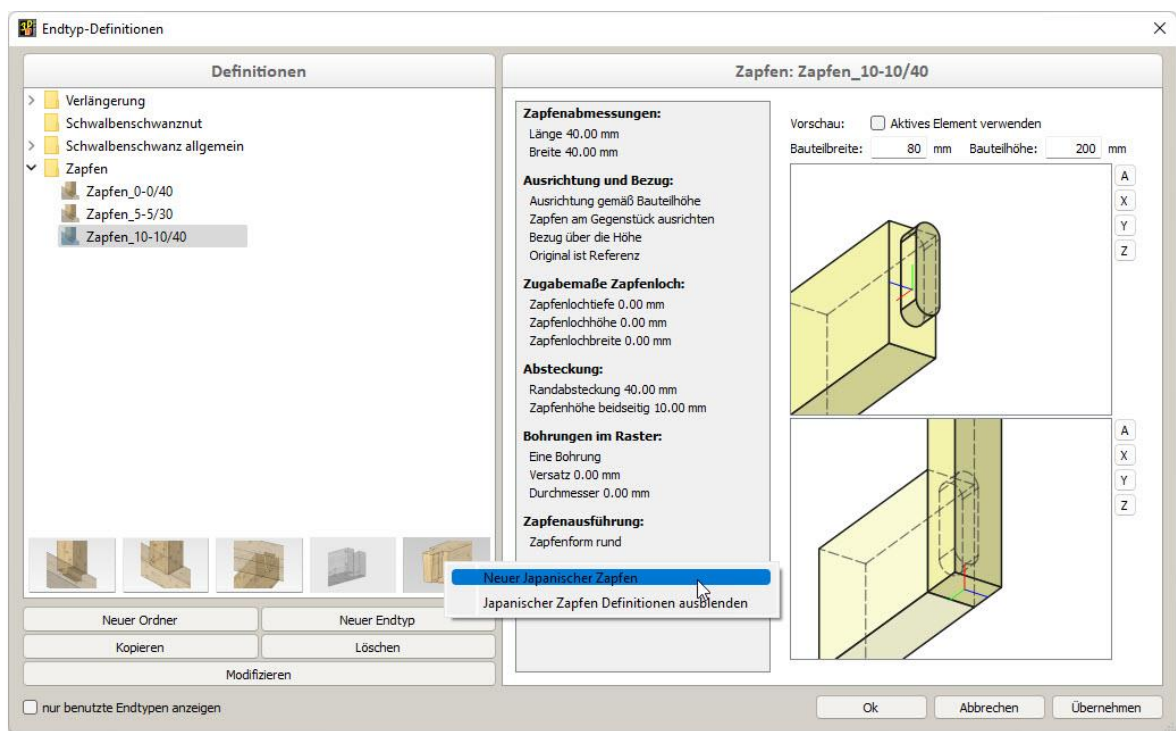 Endtyp-Definitionen
Definitionen
Verlängerung
Schwalbenschwanznut
Schwalbenschwanz allgemein
Zapfen
Zapfen_0-0/40
Zapfen_5-5/30
Zapfen_10-10/40
Neuer Ordner
Neuer Endtyp
Kopieren
Löschen
Modifizieren
nur benutzte Endtypen anzeigen
Zapfen: Zapfen_10-10/40
Zapfenabmessungen:
Länge 40.00 mm
Breite 40.00 mm
Ausrichtung und Bezug:
Ausrichtung gemäß Bauteilhöhe
Zapfen am Gegenstück ausrichten
Bezug über die Höhe
Original ist Referenz
Zugabemaße Zapfenloch:
Zapfenlochtiefe 0.00 mm
Zapfenlochhöhe 0.00 mm
Zapfenlochbreite 0.00 mm
Absteckung:
Randabsteckung 40.00 mm
Zapfenhöhe beidseitig 10.00 mm
Bohrungen im Raster:
Eine Bohrung
Versatz 0.00 mm
Durchmesser 0.00 mm
Zapfenausführung:
Zapfenform rund
Neuer Japanischer Zapfen
Japanischer Zapfen Definitionen ausblenden
Vorschau: Aktives Element verwenden
Bauteilbreite: 80 mm Bauteilhöhe: 200 mm
A
X
Y
Z
A
X
Y
Z
Ok
Abbrechen
Übernehmen